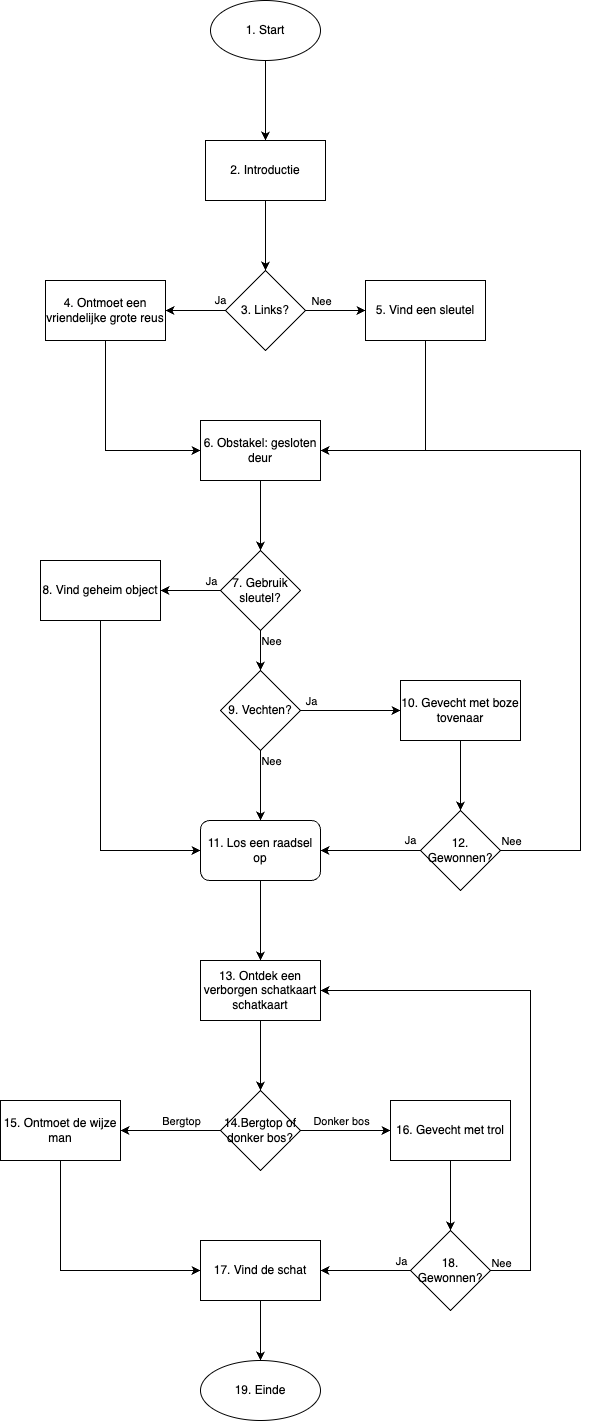 1. Start
2. Introductie
3. Links?
Ja
Nee
4. Ontmoet een
vriendelijke grote reus
5. Vind een sleutel
6. Obstakel: gesloten
deur
7. Gebruik
sleutel?
Ja
Nee
8. Vind geheim object
9. Vechten?
Ja
Nee
10. Gevecht met boze
tovenaar
11. Los een raadsel
op
12.
Gewonnen?
Ja
Nee
13. Ontdek een
verborgen schatkaart
schatkaart
14.Bergtop of
donker bos?
Bergtop
Donker bos
15. Ontmoet de wijze
man
16. Gevecht met trol
17. Vind de schat
18.
Gewonnen?
Ja
Nee
19. Einde